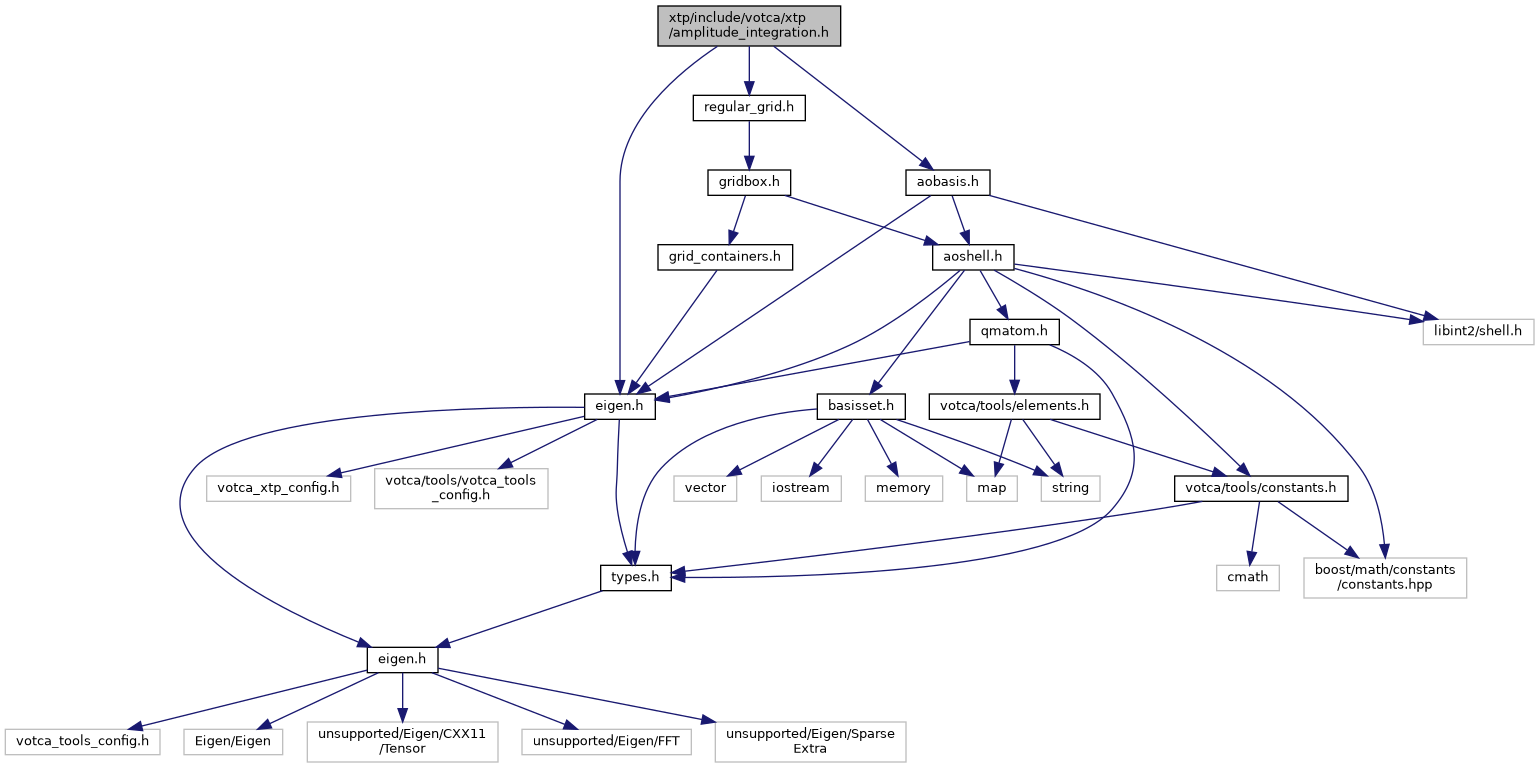 xtp/include/votca/xtp
/amplitude_integration.h
regular_grid.h
gridbox.h
aobasis.h
grid_containers.h
aoshell.h
qmatom.h
libint2/shell.h
eigen.h
basisset.h
votca/tools/elements.h
votca_xtp_config.h
votca/tools/votca_tools
_config.h
vector
iostream
memory
map
string
votca/tools/constants.h
types.h
cmath
boost/math/constants
/constants.hpp
eigen.h
votca_tools_config.h
Eigen/Eigen
unsupported/Eigen/CXX11
/Tensor
unsupported/Eigen/FFT
unsupported/Eigen/Sparse
Extra